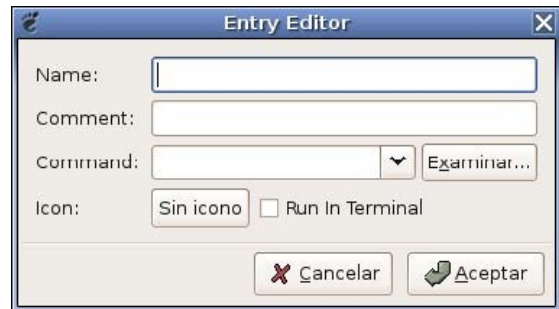 Entry Editor
Name:
Comment:
Command:
Examinar...
Icon:
Sin icono
Run In Terminal
Cancelar
Aceptar